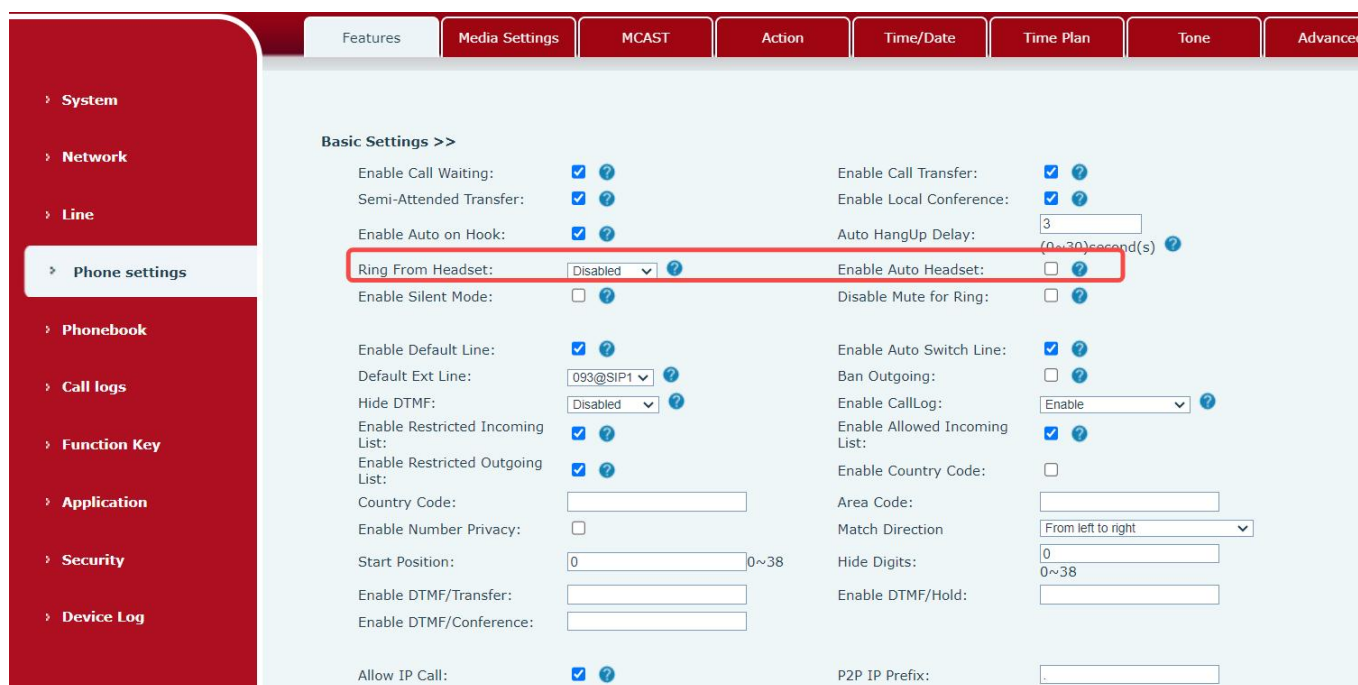 Features Media Settings MCAST Action Time/Date Time Plan Tone Advanced
› System
› Network
› Line
› Phone settings
› Phonebook
› Call logs
› Function Key
› Application
› Security
› Device Log
Basic Settings >>
Enable Call Waiting: ? Enable Call Transfer: ?
Semi-Attended Transfer: ? Enable Local Conference: ?
Enable Auto on Hook: ? Auto HangUp Delay: 3
(0~30)second(s) ?
Ring From Headset: Disabled ? Enable Auto Headset: ?
Enable Silent Mode: ? Disable Mute for Ring: ?
Enable Default Line: ? Enable Auto Switch Line: ?
Default Ext Line: 093@SIP1 ? Ban Outgoing: ?
Hide DTMF: Disabled ? Enable CallLog: Enable ?
Enable Restricted Incoming
List: ? Enable Allowed Incoming
List: ?
Enable Restricted Outgoing
List: ? Enable Country Code:
Country Code: Area Code:
Enable Number Privacy: Match Direction From left to right
Start Position: 0 0~38 Hide Digits: 0
0~38
Enable DTMF/Transfer: Enable DTMF/Hold:
Enable DTMF/Conference:
Allow IP Call: ? P2P IP Prefix: .